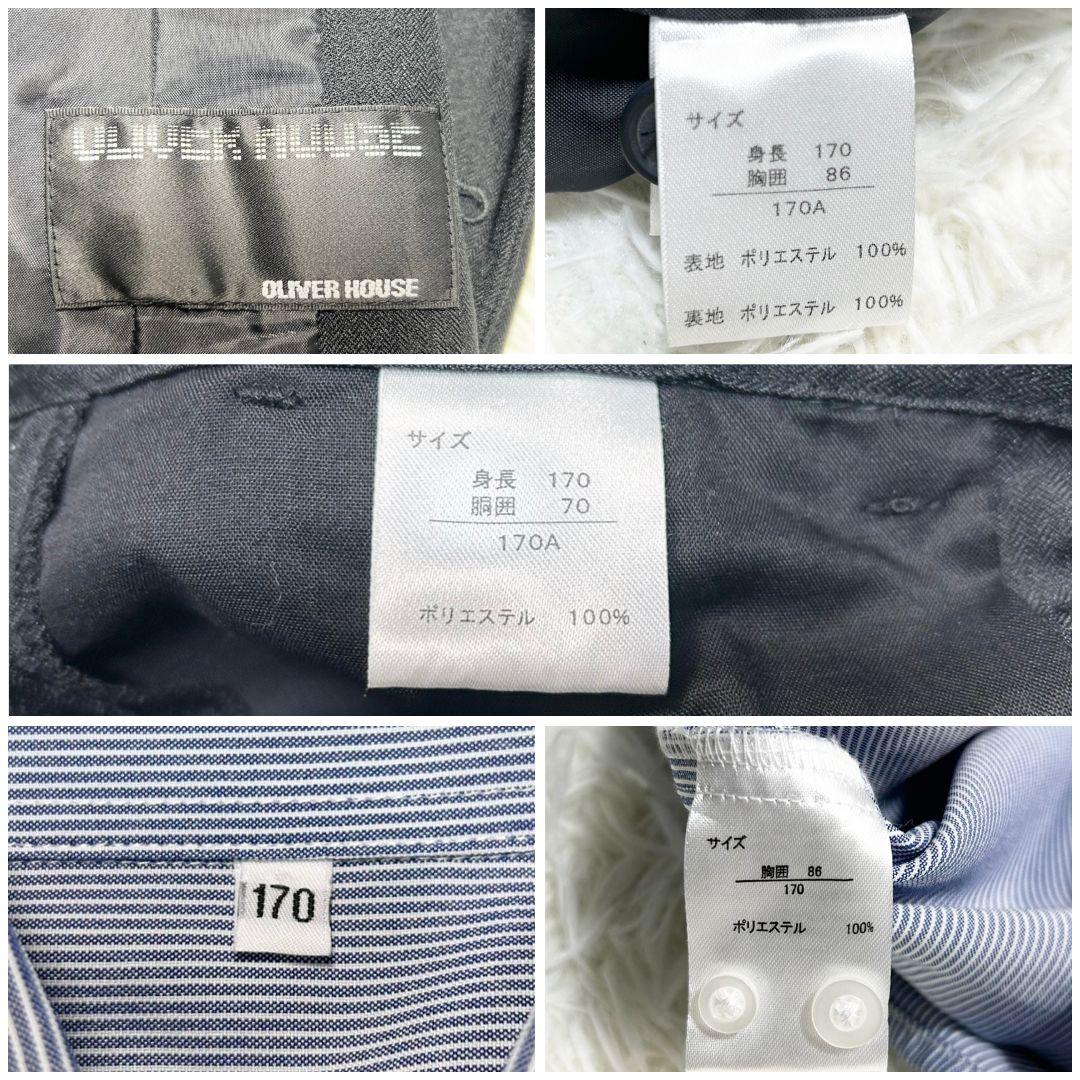 OLIVER HOUSE
OLIVER HOUSE
サイズ
身長 170
胸囲 86
170A
表地 ポリエステル 100%
裏地 ポリエステル 100%
サイズ
身長 170
胴囲 70
170A
ポリエステル 100%
170
サイズ
胸囲 86
170
ポリエステル 100%